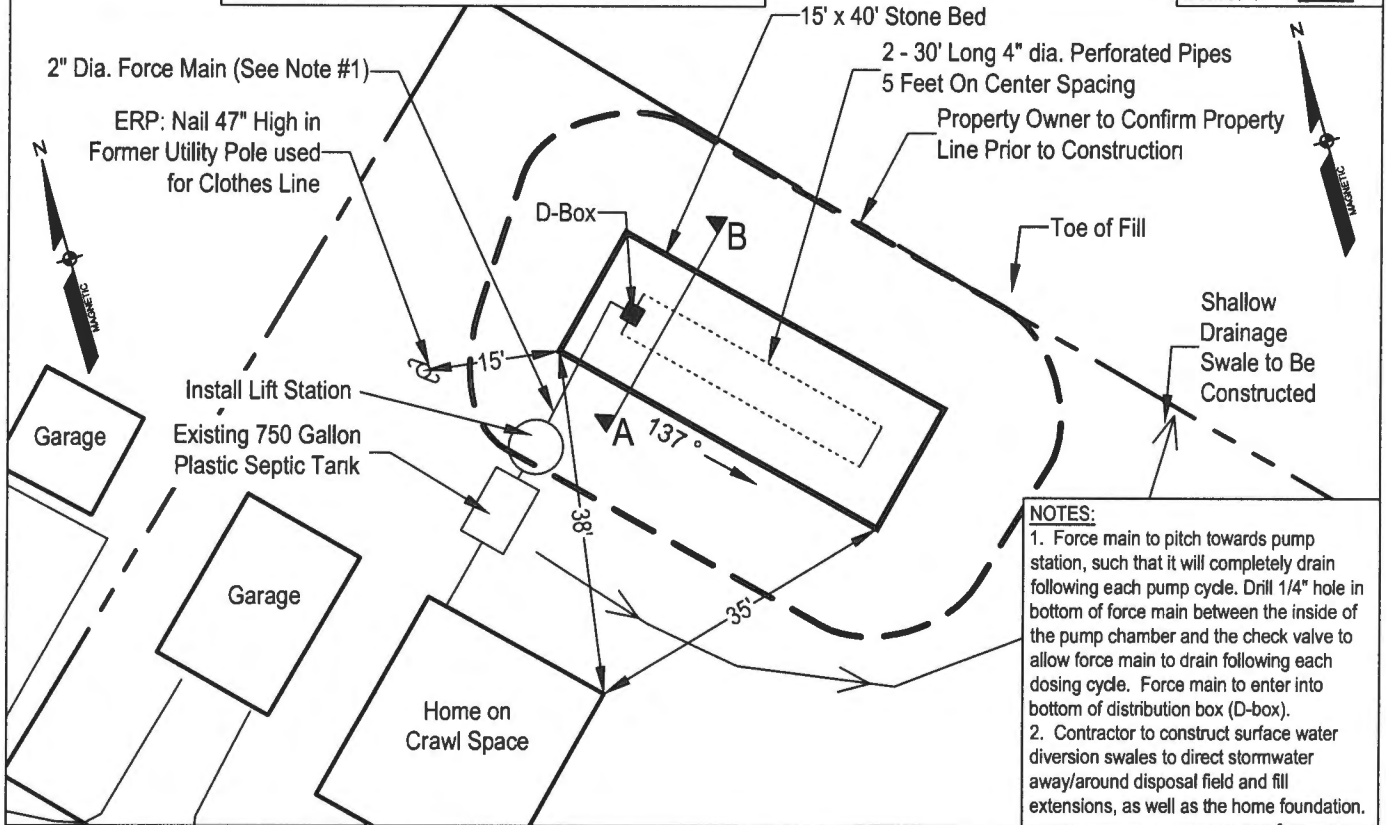 15' x 40' Stone Bed
2" Dia. Force Main (See Note #1)
2 - 30' Long 4" dia. Perforated Pipes
5 Feet On Center Spacing
N
N
ERP: Nail 47" High in
Former Utility Pole used
for Clothes Line
Property Owner to Confirm Property
Line Prior to Construction
D-Box
B
Toe of Fill
MAGNETIC
MAGNETIC
Shallow
Drainage
Swale to Be
Constructed
15'
Install Lift Station
A
137 °
Garage
Existing 750 Gallon
Plastic Septic Tank
38'
35'
Garage
Home on
Crawl Space
NOTES:
1. Force main to pitch towards pump
station, such that it will completely drain
following each pump cycle. Drill 1/4" hole in
bottom of force main between the inside of
the pump chamber and the check valve to
allow force main to drain following each
dosing cycle. Force main to enter into
bottom of distribution box (D-box).
2. Contractor to construct surface water
diversion swales to direct stormwater
away/around disposal field and fill
extensions, as well as the home foundation.